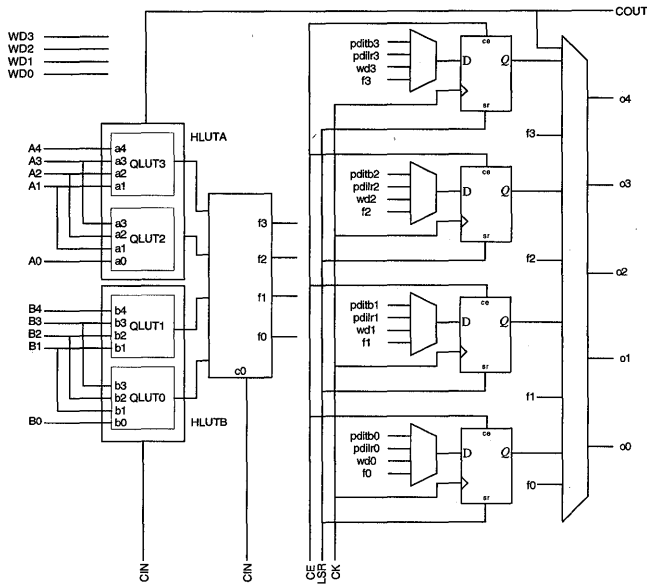 COUT
WD3
WD2
WD1
WD0
HLUTA
A4
A3
A2
A1
A0
a4
a3
a2
a1
QLUT3
a3
a2
a1
a0
QLUT2
B4
B3
B2
B1
B0
b4
b3
b2
b1
QLUT1
b3
b2
b1
b0
QLUT0
HLUTB
f3
f2
f1
f0
c0
CIN
CIN
CE
LSR
CK
pditb3
pdilr3
wd3
f3
ce
D
Q
sr
pditb2
pdilr2
wd2
f2
ce
D
Q
sr
pditb1
pdilr1
wd1
f1
ce
D
Q
sr
pditb0
pdilr0
wd0
f0
ce
D
Q
sr
f3
f2
f1
f0
o4
o3
o2
o1
o0